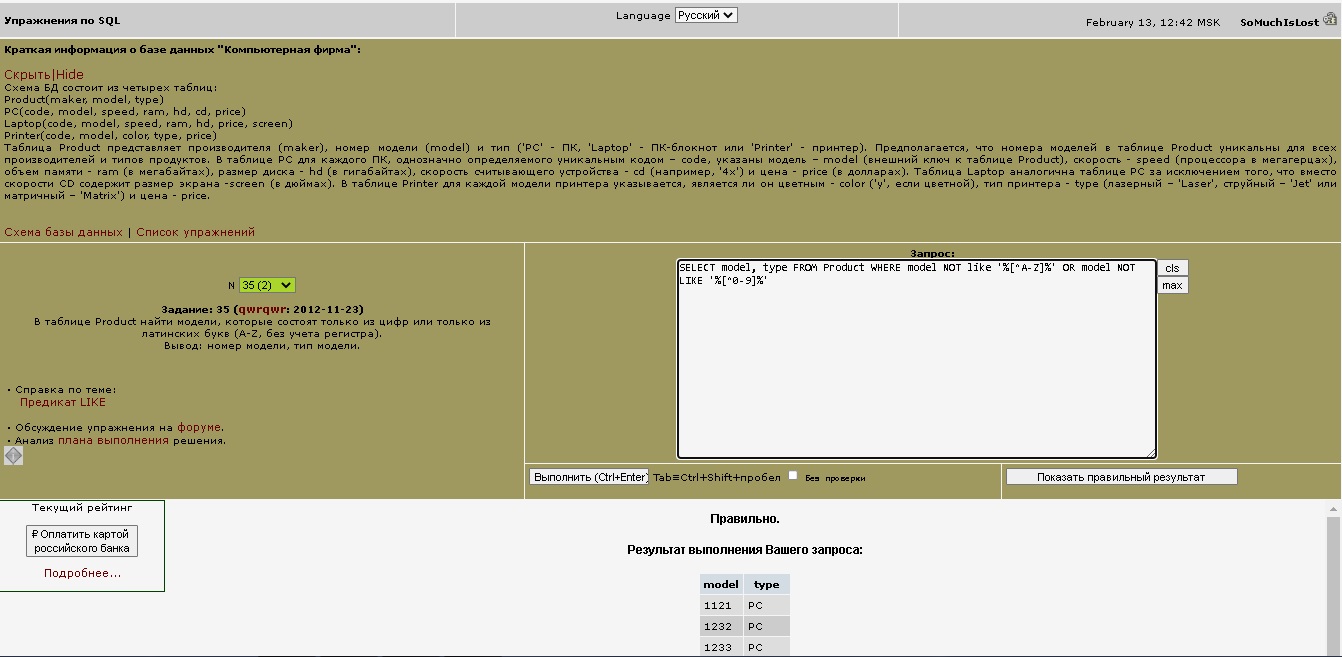 Упражнения по SQL
Language Русский
February 13, 12:42 MSK SoMuchIsLost
Краткая информация о базе данных "Компьютерная фирма":
Скрыть|Hide
Схема БД состоит из четырех таблиц:
Product(maker, model, type)
PC(code, model, speed, ram, hd, cd, price)
Laptop(code, model, speed, ram, hd, price, screen)
Printer(code, model, color, type, price)
Таблица Product представляет производителя (maker), номер модели (model) и тип ('PC' - ПК, 'Laptop' - ПК-блокнот или 'Printer' - принтер). Предполагается, что номера моделей в таблице Product уникальны для всех
производителей и типов продуктов. В таблице PC для каждого ПК, однозначно определяемого уникальным кодом – code, указаны модель – model (внешний ключ к таблице Product), скорость - speed (процессора в мегагерцах),
объем памяти - ram (в мегабайтах), размер диска - hd (в гигабайтах), скорость считывающего устройства - cd (например, '4x') и цена - price (в долларах). Таблица Laptop аналогична таблице PC за исключением того, что вместо
скорости CD содержит размер экрана -screen (в дюймах). В таблице Printer для каждой модели принтера указывается, является ли он цветным - color ('y', если цветной), тип принтера - type (лазерный – 'Laser', струйный – 'Jet' или
матричный – 'Matrix') и цена - price.
Схема базы данных | Список упражнений
N 35 (2)
Задание: 35 (qwrqwr: 2012-11-23)
В таблице Product найти модели, которые состоят только из цифр или только из
латинских букв (A-Z, без учета регистра).
Вывод: номер модели, тип модели.
• Справка по теме:
Предикат LIKE
• Обсуждение упражнения на форуме.
• Анализ плана выполнения решения.
Запрос:
SELECT model, type FROM Product WHERE model NOT like '%[^A-Z]%' OR model NOT
LIKE '%[^0-9]%'
cls
max
Выполнить (Ctrl+Enter) Tab≡Ctrl+Shift+пробел Без проверки
Показать правильный результат
Текущий рейтинг
₽ Оплатить картой
российского банка
Подробнее...
Правильно.
Результат выполнения Вашего запроса:
model type
1121 PC
1232 PC
1233 PC